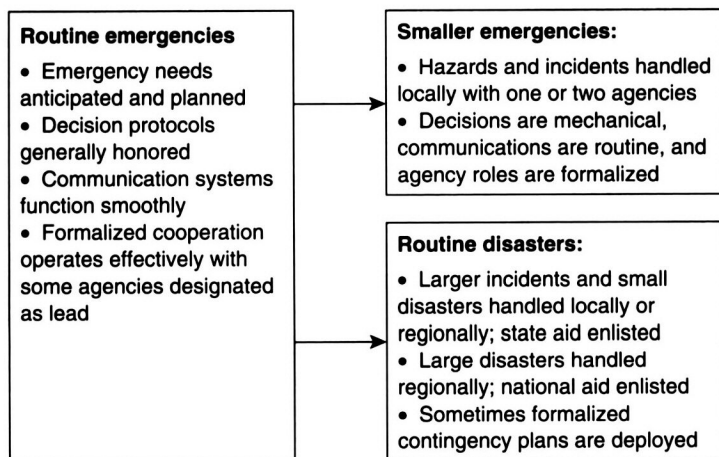 Routine emergencies
• Emergency needs
anticipated and planned
• Decision protocols
generally honored
• Communication systems
function smoothly
• Formalized cooperation
operates effectively with
some agencies designated
as lead
Smaller emergencies:
• Hazards and incidents handled
locally with one or two agencies
• Decisions are mechanical,
communications are routine, and
agency roles are formalized
Routine disasters:
• Larger incidents and small
disasters handled locally or
regionally; state aid enlisted
• Large disasters handled
regionally; national aid enlisted
• Sometimes formalized
contingency plans are deployed